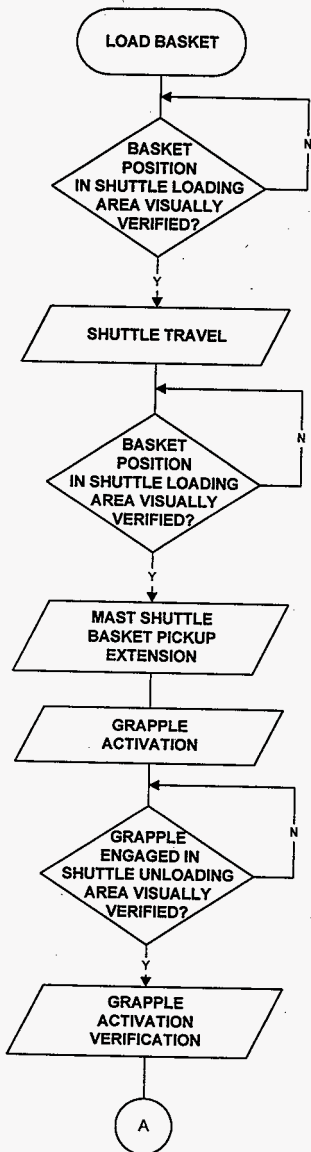 LOAD BASKET
N
BASKET
POSITION
IN SHUTTLE LOADING
AREA VISUALLY
VERIFIED?
Y
SHUTTLE TRAVEL
N
BASKET
POSITION
IN SHUTTLE LOADING
AREA VISUALLY
VERIFIED?
Y
MAST SHUTTLE
BASKET PICKUP
EXTENSION
GRAPPLE
ACTIVATION
N
GRAPPLE
ENGAGED IN
SHUTTLE UNLOADING
AREA VISUALLY
VERIFIED?
Y
GRAPPLE
ACTIVATION
VERIFICATION
A